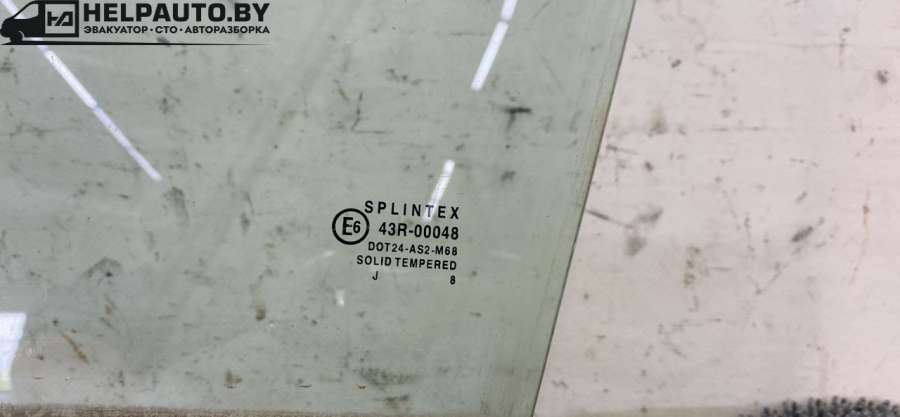 HELPAUTO.BY
ЭВАКУАТОР • СТО • АВТОРАЗБОРКА
SPLINTEX
E6 43R-00048
DOT24-AS2-M68
SOLID TEMPERED
J 8